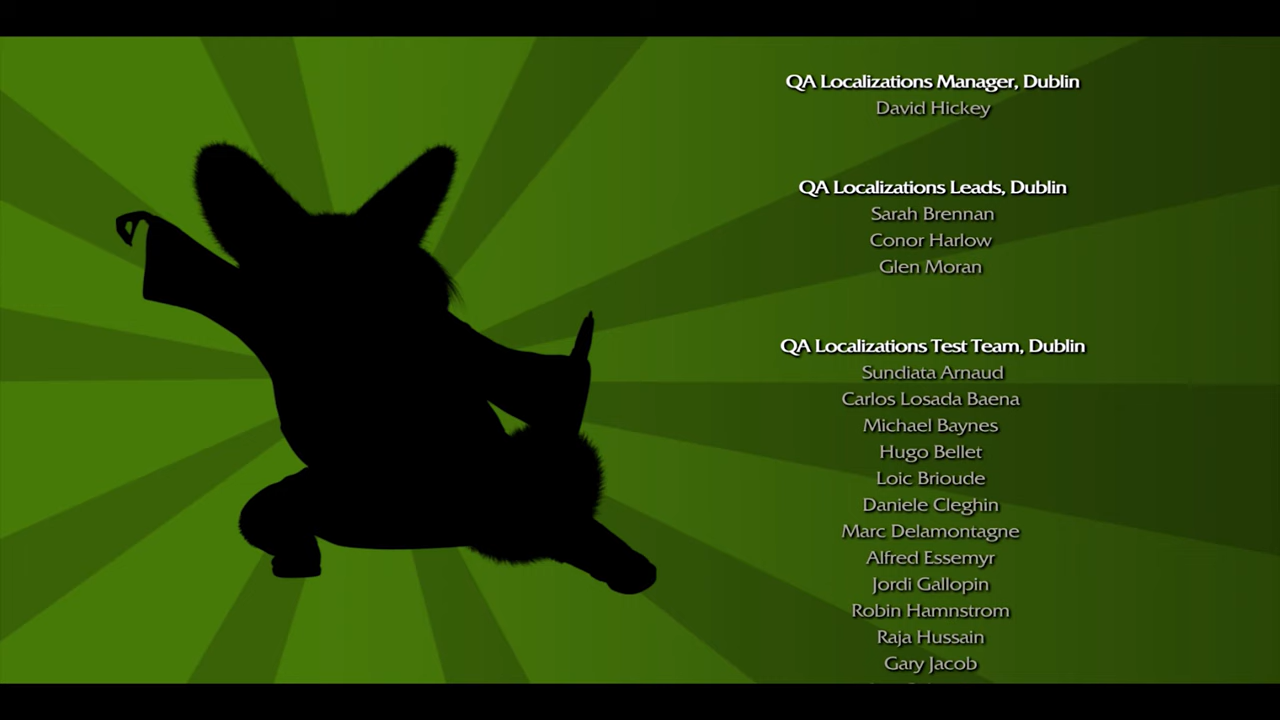 QA Localizations Manager, Dublin
David Hickey
QA Localizations Leads, Dublin
Sarah Brennan
Conor Harlow
Glen Moran
QA Localizations Test Team, Dublin
Sundiata Arnaud
Carlos Losada Baena
Michael Baynes
Hugo Bellet
Loic Brioude
Daniele Cleghin
Marc Delamontagne
Alfred Essemyr
Jordi Gallopin
Robin Hamnstrom
Raja Hussain
Gary Jacob